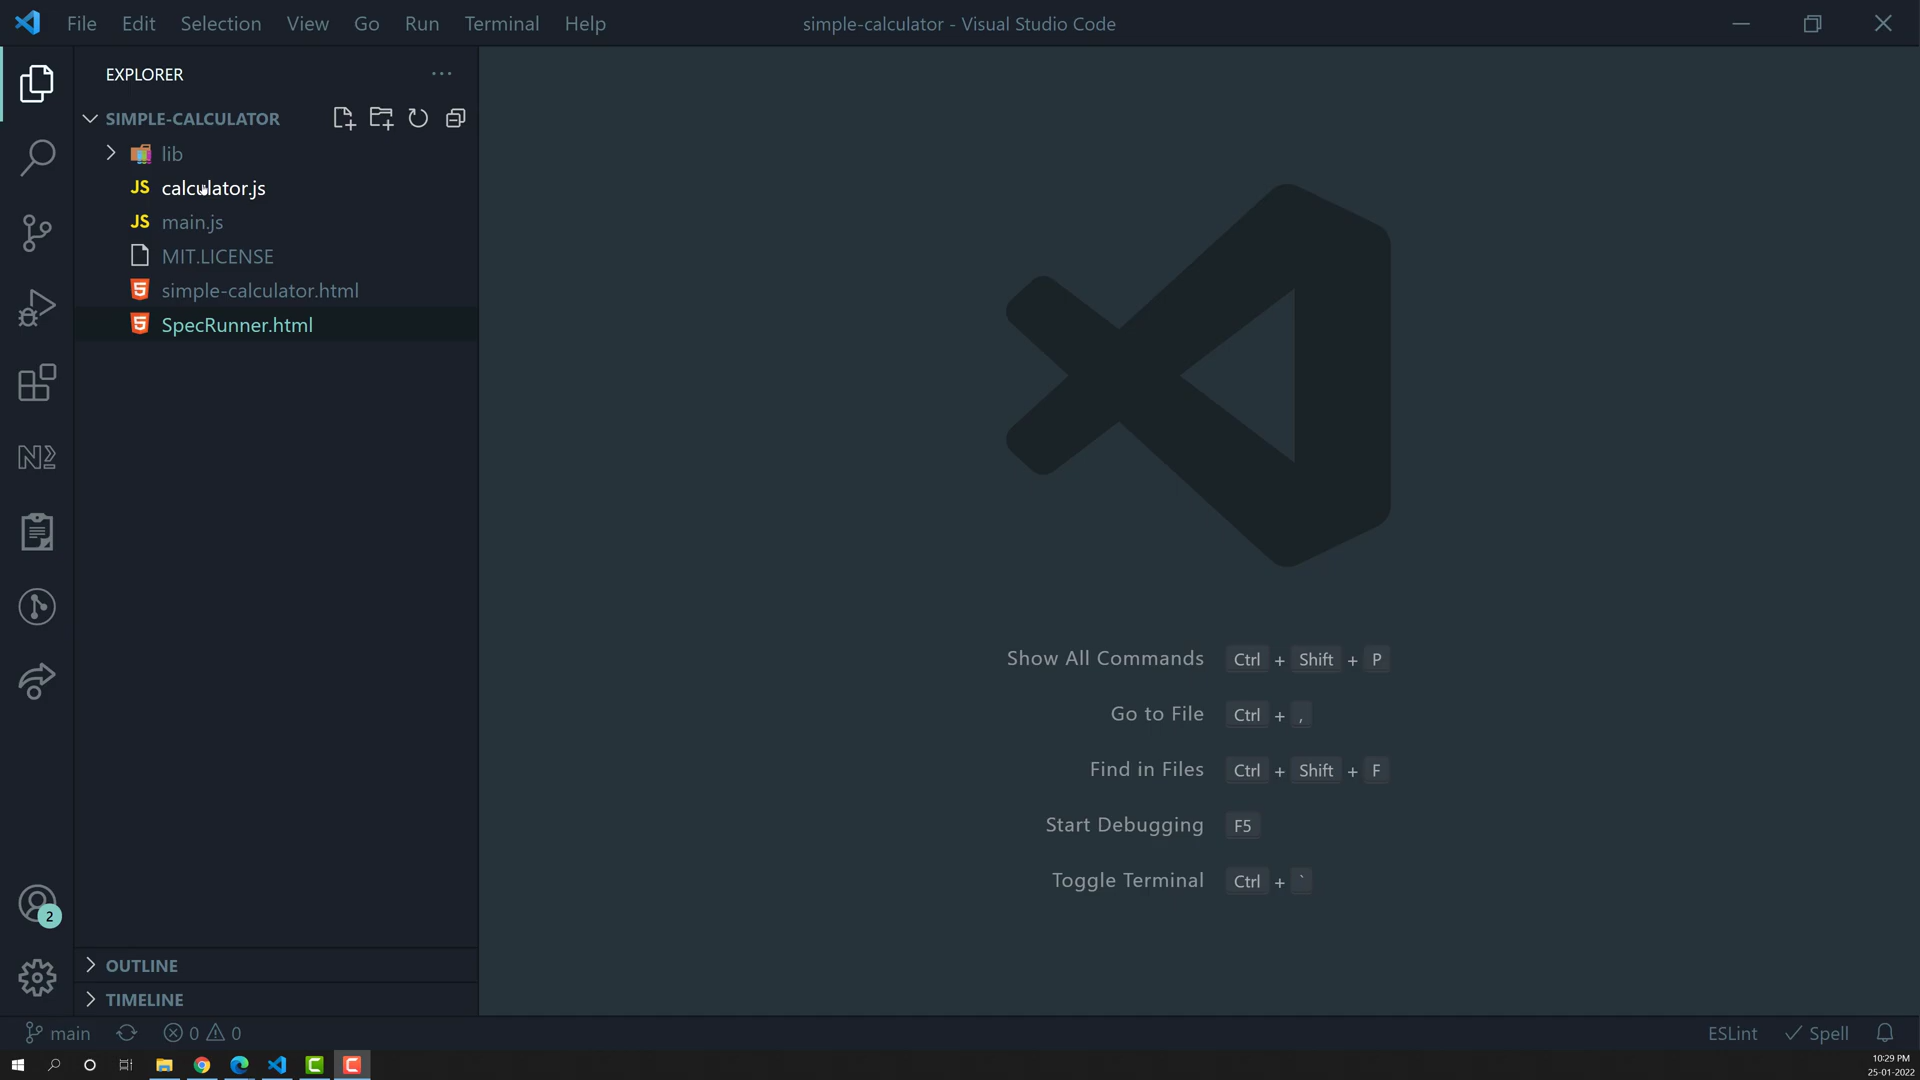 File Edit Selection View Go Run Terminal Help simple-calculator - Visual Studio Code
EXPLORER
SIMPLE-CALCULATOR
lib
JS calculator.js
JS main.js
MIT.LICENSE
simple-calculator.html
SpecRunner.html
Show All Commands Ctrl + Shift + P
Go to File Ctrl + ,
Find in Files Ctrl + Shift + F
Start Debugging F5
Toggle Terminal Ctrl + `
2
OUTLINE
TIMELINE
main 0 0 ESLint Spell
10:29 PM
25-01-2022